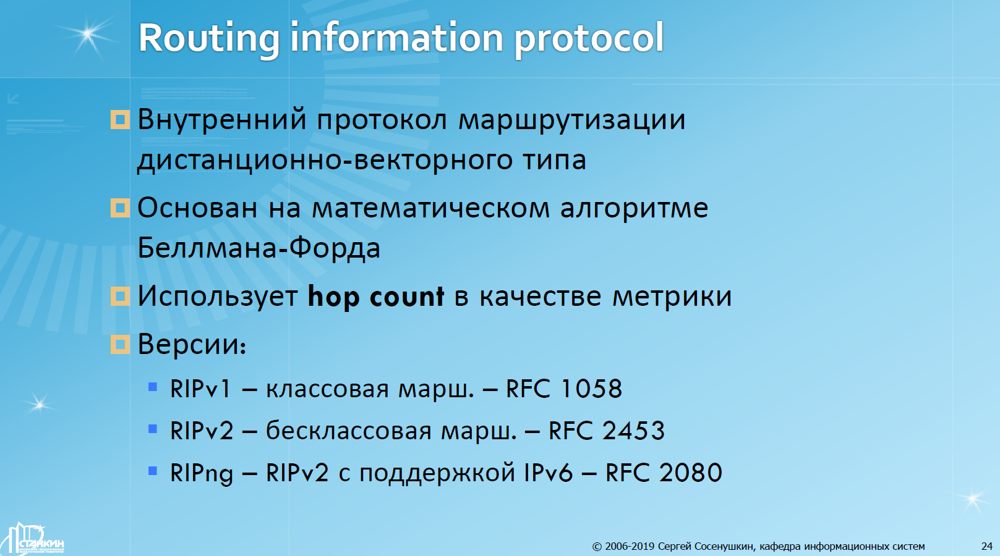 Routing information protocol
Внутренний протокол маршрутизации
дистанционно-векторного типа
Основан на математическом алгоритме
Беллмана-Форда
Использует hop count в качестве метрики
Версии:
RIPv1 – классовая марш. – RFC 1058
RIPv2 – бесклассовая марш. – RFC 2453
RIPng – RIPv2 с поддержкой IPv6 – RFC 2080
СТАНКИН
© 2006-2019 Сергей Сосенушкин, кафедра информационных систем
24